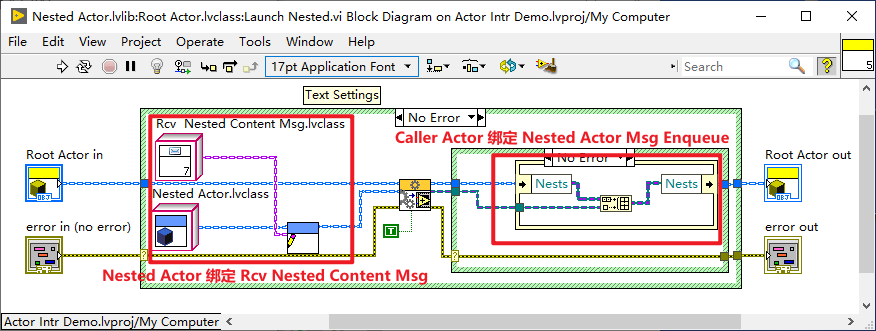 Nested Actor.lvlib:Root Actor.lvclass:Launch Nested.vi Block Diagram on Actor Intr Demo.lvproj/My Computer
File Edit View Project Operate Tools Window Help
17pt Application Font
Search
?
5
Text Settings
No Error
Rcv Nested Content Msg.lvclass
Caller Actor 绑定 Nested Actor Msg Enqueue
7
No Error
Root Actor in
Root Actor out
OBJ
Nests
Nests
OBJ
Nested Actor.lvclass
error in (no error)
error out
T
?
?
Nested Actor 绑定 Rcv Nested Content Msg
Actor Intr Demo.lvproj/My Computer